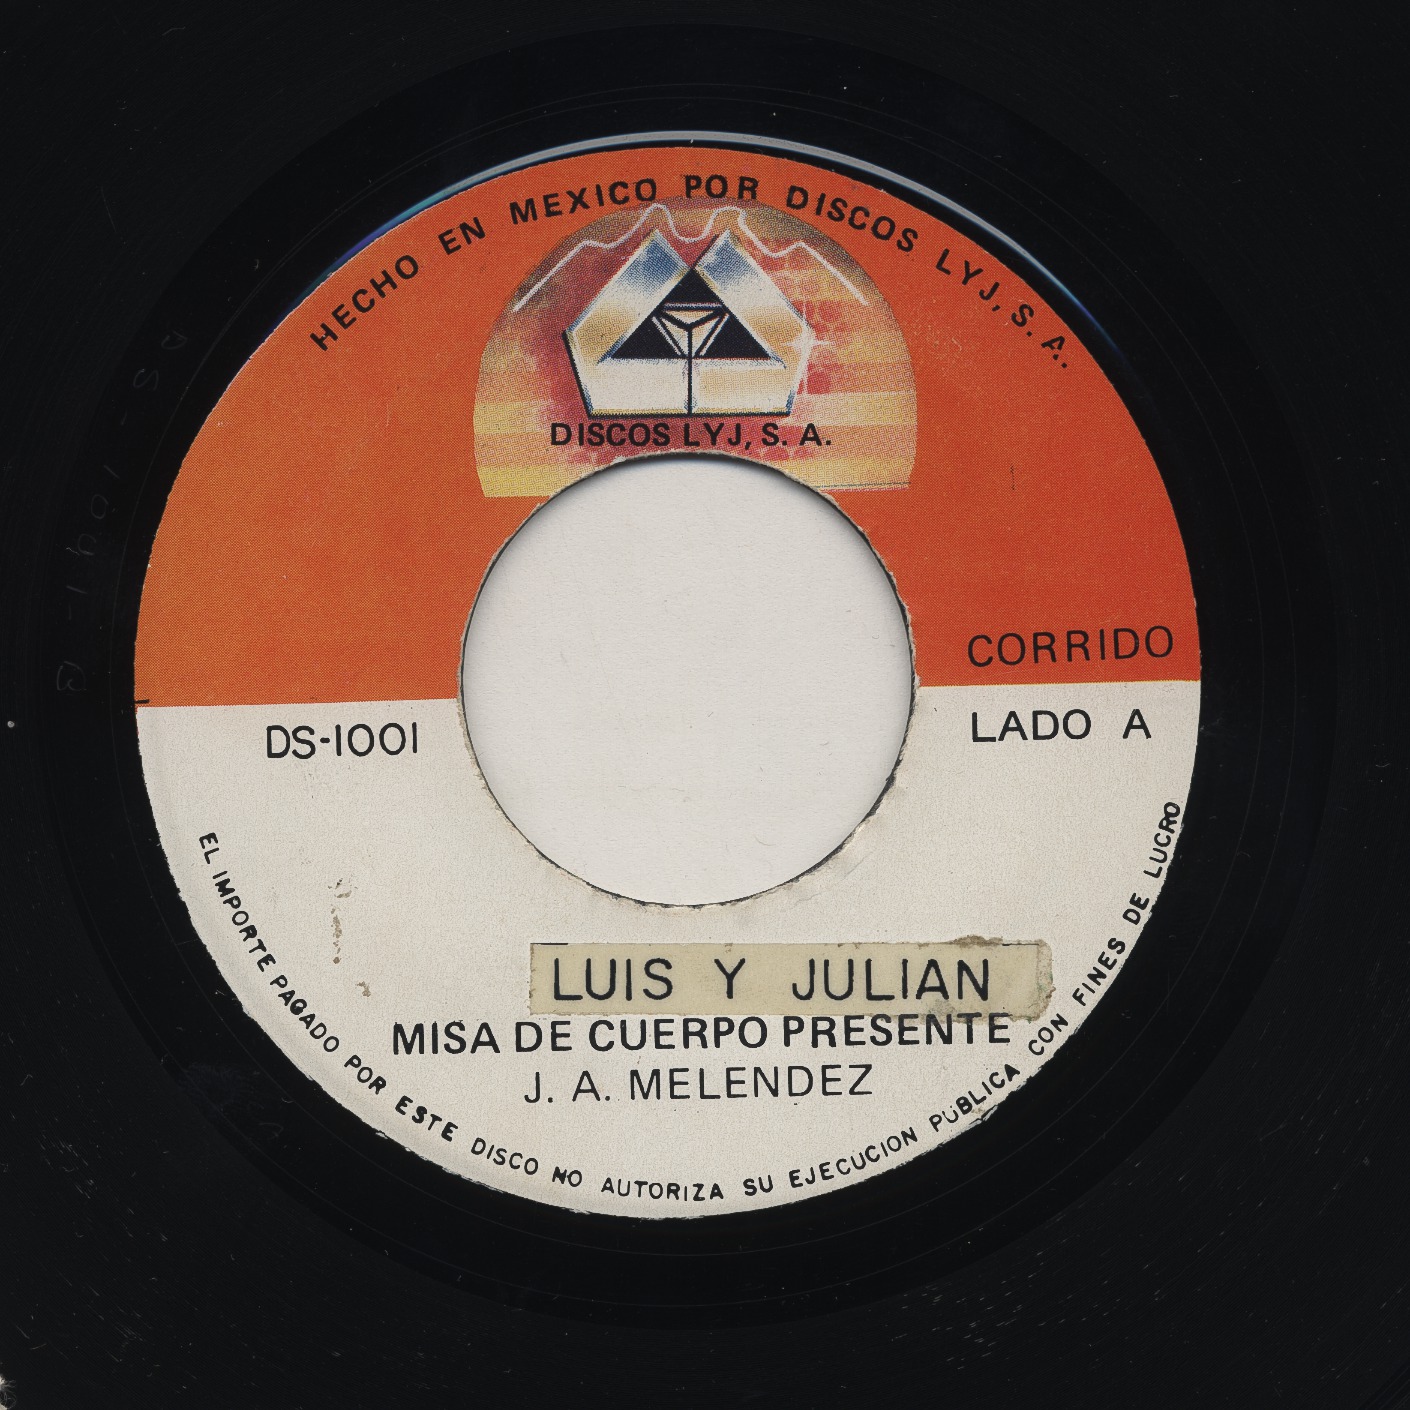 HECHO EN MEXICO POR DISCOS LYJ, S. A.
DISCOS LYJ, S. A.
CORRIDO
DS-1001
LADO A
LUIS Y JULIAN
MISA DE CUERPO PRESENTE
J. A. MELENDEZ
EL IMPORTE PAGADO POR ESTE DISCO NO AUTORIZA SU EJECUCION PÚBLICA CON FINES DE LUCRO